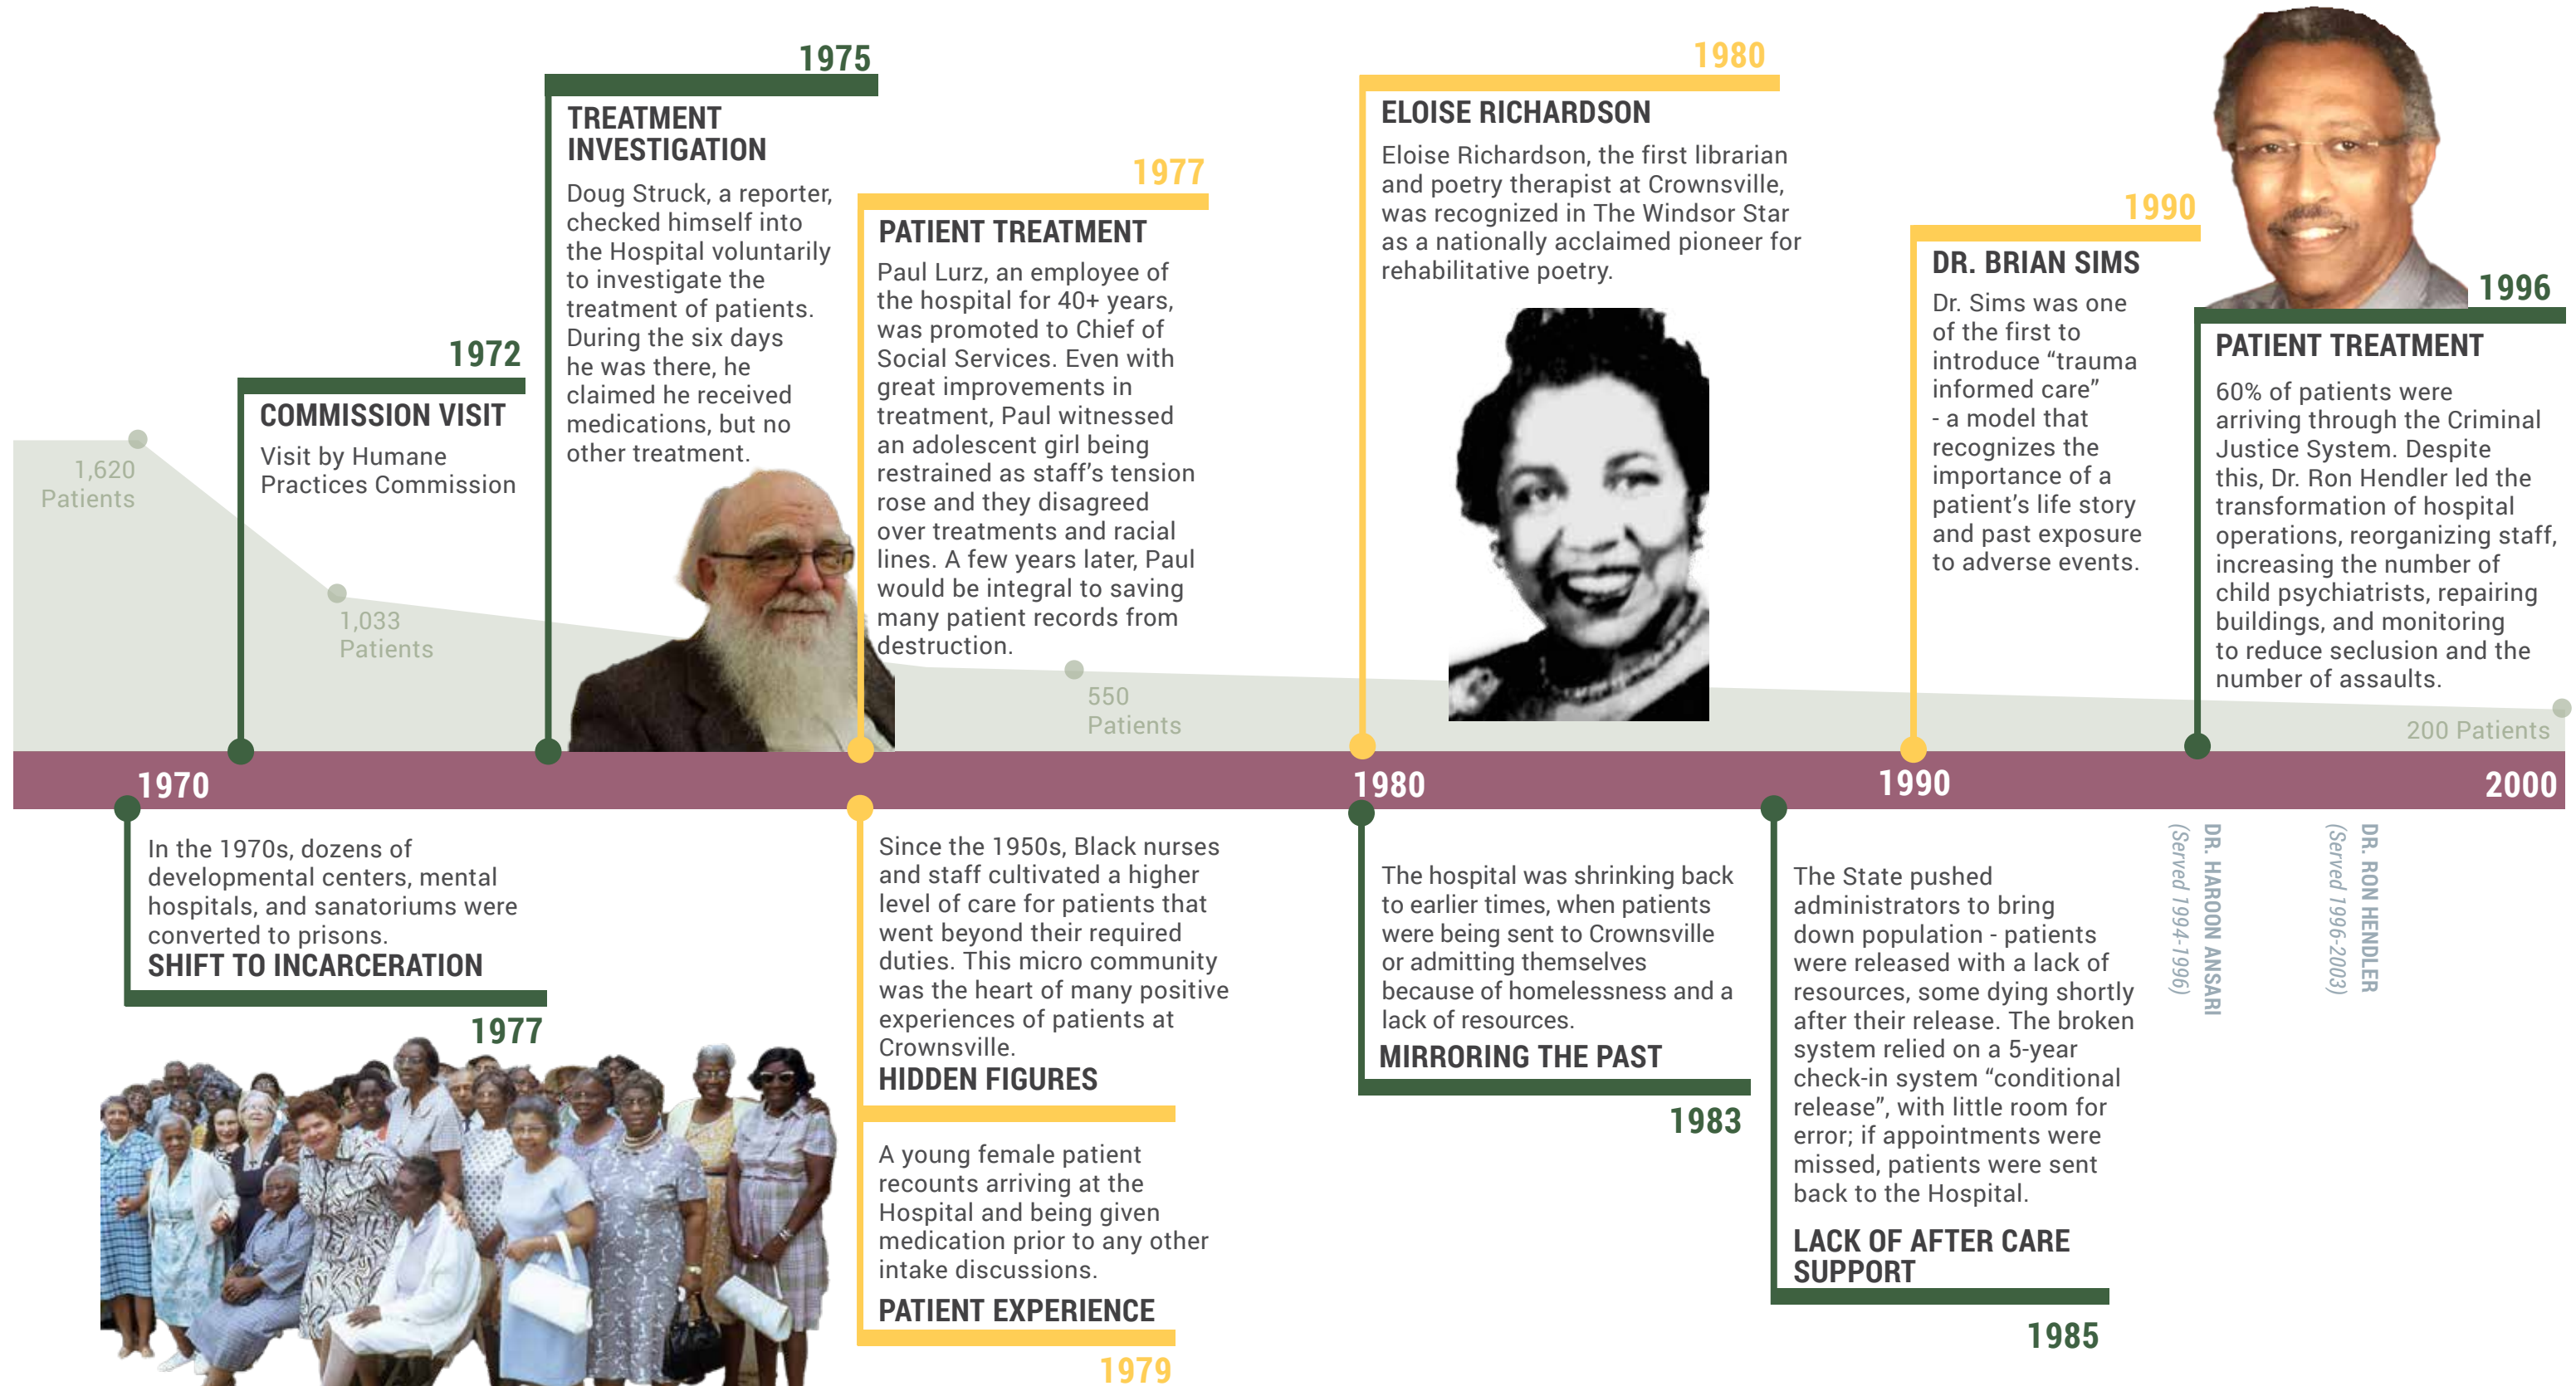 1975
TREATMENT
INVESTIGATION
Doug Struck, a reporter,
checked himself into
the Hospital voluntarily
to investigate the
treatment of patients.
During the six days
he was there, he
claimed he received
medications, but no
other treatment.
1972
COMMISSION VISIT
Visit by Humane
Practices Commission
1,620
Patients
1,033
Patients
1977
PATIENT TREATMENT
Paul Lurz, an employee of
the hospital for 40+ years,
was promoted to Chief of
Social Services. Even with
great improvements in
treatment, Paul witnessed
an adolescent girl being
restrained as staff's tension
rose and they disagreed
over treatments and racial
lines. A few years later, Paul
would be integral to saving
many patient records from
destruction.
550
Patients
1980
ELOISE RICHARDSON
Eloise Richardson, the first librarian
and poetry therapist at Crownsville,
was recognized in The Windsor Star
as a nationally acclaimed pioneer for
rehabilitative poetry.
1990
DR. BRIAN SIMS
Dr. Sims was one
of the first to
introduce “trauma
informed care”
- a model that
recognizes the
importance of a
patient's life story
and past exposure
to adverse events.
1996
PATIENT TREATMENT
60% of patients were
arriving through the Criminal
Justice System. Despite
this, Dr. Ron Hendler led the
transformation of hospital
operations, reorganizing staff,
increasing the number of
child psychiatrists, repairing
buildings, and monitoring
to reduce seclusion and the
number of assaults.
200 Patients
1970
1980
1990
2000
In the 1970s, dozens of
developmental centers, mental
hospitals, and sanatoriums were
converted to prisons.
SHIFT TO INCARCERATION
1977
Since the 1950s, Black nurses
and staff cultivated a higher
level of care for patients that
went beyond their required
duties. This micro community
was the heart of many positive
experiences of patients at
Crownsville.
HIDDEN FIGURES
A young female patient
recounts arriving at the
Hospital and being given
medication prior to any other
intake discussions.
PATIENT EXPERIENCE
1979
The hospital was shrinking back
to earlier times, when patients
were being sent to Crownsville
or admitting themselves
because of homelessness and a
lack of resources.
MIRRORING THE PAST
1983
The State pushed
administrators to bring
down population - patients
were released with a lack of
resources, some dying shortly
after their release. The broken
system relied on a 5-year
check-in system “conditional
release”, with little room for
error; if appointments were
missed, patients were sent
back to the Hospital.
LACK OF AFTER CARE
SUPPORT
1985
DR. HAROON ANSARI
(Served 1994-1996)
DR. RON HENDLER
(Served 1996-2003)